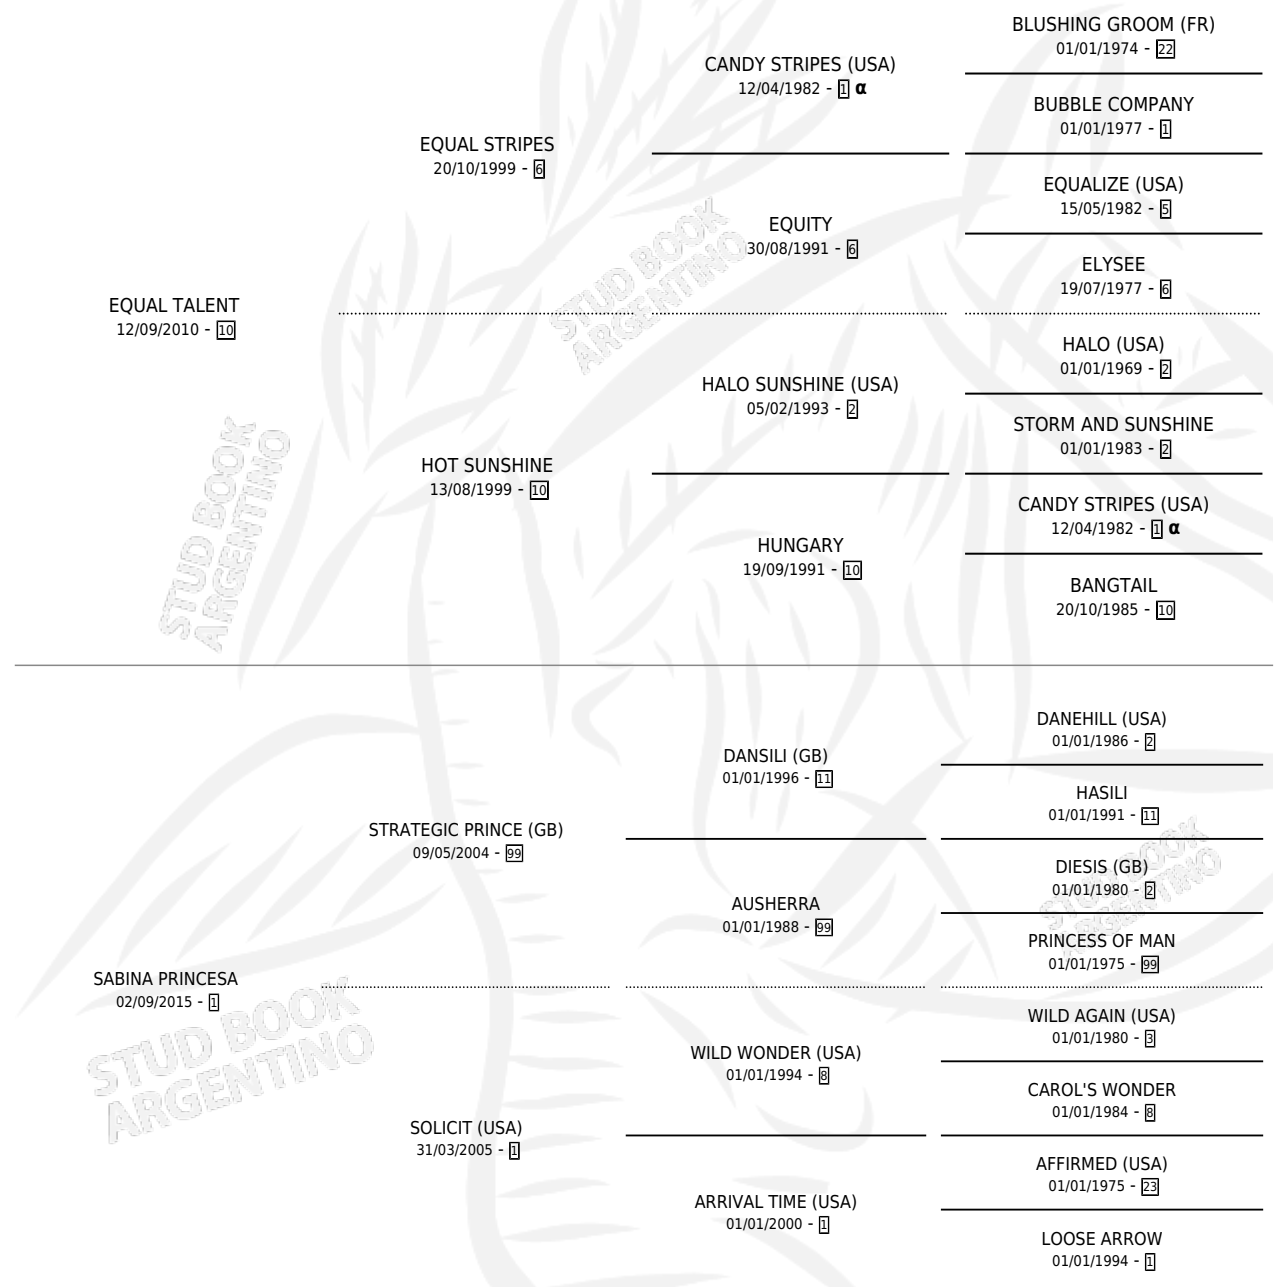 BLUSHING GROOM (FR)
01/01/1974 - 22
CANDY STRIPES (USA)
12/04/1982 - 1 α
BUBBLE COMPANY
01/01/1977 - 1
EQUAL STRIPES
20/10/1999 - 6
EQUALIZE (USA)
15/05/1982 - 5
EQUITY
30/08/1991 - 6
ELYSEE
19/07/1977 - 6
EQUAL TALENT
12/09/2010 - 10
HALO (USA)
01/01/1969 - 2
HALO SUNSHINE (USA)
05/02/1993 - 2
STORM AND SUNSHINE
01/01/1983 - 2
HOT SUNSHINE
13/08/1999 - 10
CANDY STRIPES (USA)
12/04/1982 - 1 α
HUNGARY
19/09/1991 - 10
BANGTAIL
20/10/1985 - 10
STUD BOOK
ARGENTINO
STUD BOOK
ARGENTINO
DANEHILL (USA)
01/01/1986 - 2
DANSILI (GB)
01/01/1996 - 11
HASILI
01/01/1991 - 11
STRATEGIC PRINCE (GB)
09/05/2004 - 99
DIESIS (GB)
01/01/1980 - 2
AUSHERRA
01/01/1988 - 99
PRINCESS OF MAN
01/01/1975 - 99
SABINA PRINCESA
02/09/2015 - 1
WILD AGAIN (USA)
01/01/1980 - 3
WILD WONDER (USA)
01/01/1994 - 8
CAROL'S WONDER
01/01/1984 - 8
SOLICIT (USA)
31/03/2005 - 1
AFFIRMED (USA)
01/01/1975 - 23
ARRIVAL TIME (USA)
01/01/2000 - 1
LOOSE ARROW
01/01/1994 - 1
STUD BOOK
ARGENTINO
STUD BOOK
ARGENTINO